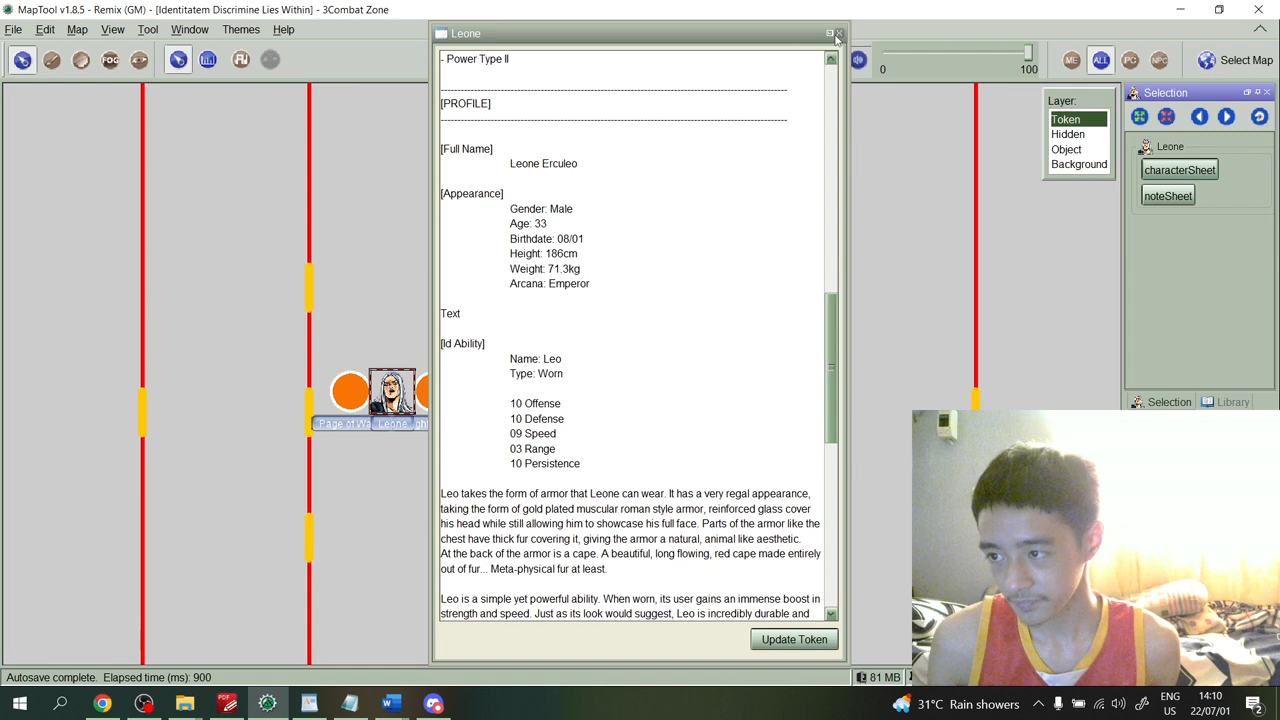 MapTool v1.8.5 - Remix (GM) - [Identitatem Discrimine Lies Within] - 3Combat Zone
File Edit Map View Tool Window Themes Help
FOG
0 100
ME ALL PC NPC
Select Map
Leone
- Power Type II
[PROFILE]
[Full Name]
Leone Erculeo
[Appearance]
Gender: Male
Age: 33
Birthdate: 08/01
Height: 186cm
Weight: 71.3kg
Arcana: Emperor
Text
[Id Ability]
Name: Leo
Type: Worn
10 Offense
10 Defense
09 Speed
03 Range
10 Persistence
Leo takes the form of armor that Leone can wear. It has a very regal appearance,
taking the form of gold plated muscular roman style armor, reinforced glass cover
his head while still allowing him to showcase his full face. Parts of the armor like the
chest have thick fur covering it, giving the armor a natural, animal like aesthetic.
At the back of the armor is a cape. A beautiful, long flowing, red cape made entirely
out of fur... Meta-physical fur at least.
Leo is a simple yet powerful ability. When worn, its user gains an immense boost in
strength and speed. Just as its look would suggest, Leo is incredibly durable and
Update Token
Layer:
Token
Hidden
Object
Background
Selection
Leone
characterSheet
noteSheet
Selection Library
Page of Wa Leone
Autosave complete. Elapsed time (ms): 900
81 MB
31°C Rain showers
ENG
US
14:10
22/07/01
2